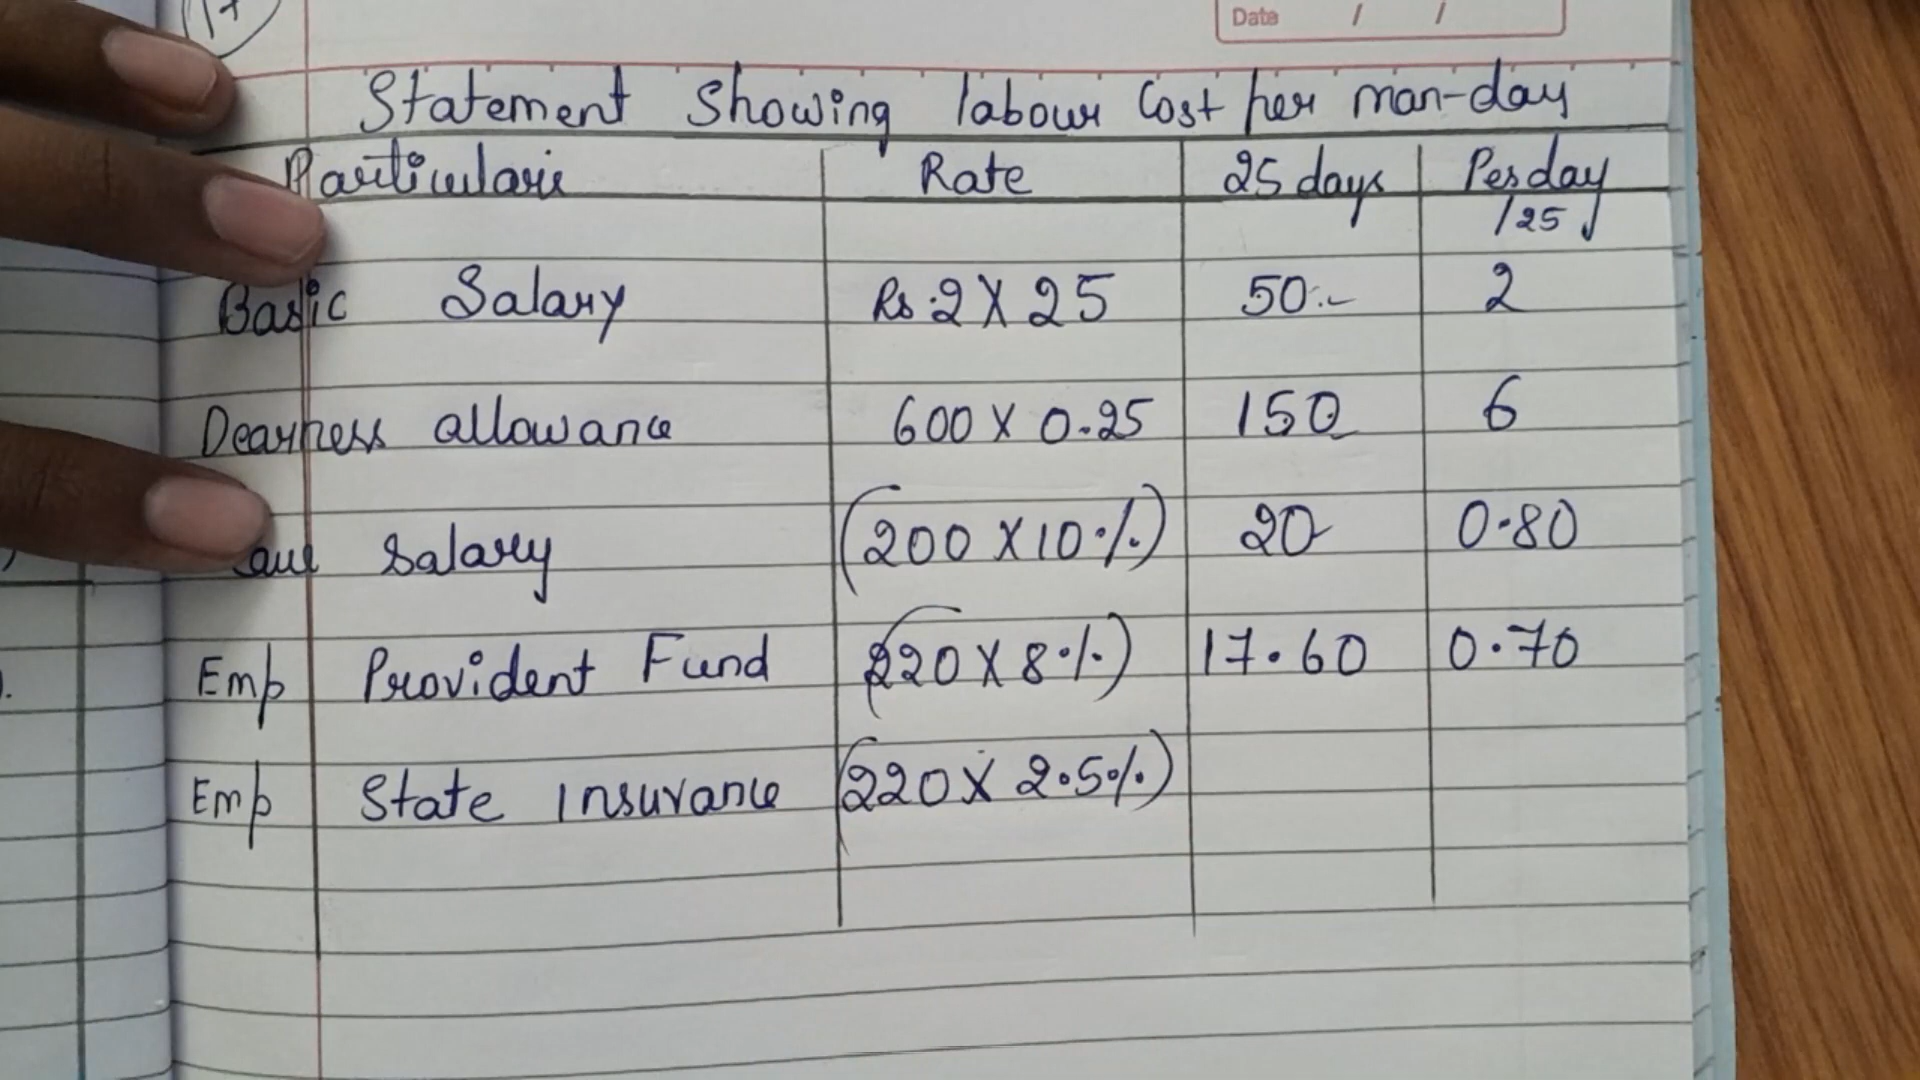 Date / /
Statement Showing labour Cost per man-day
Particulars Rate 25 days Per day
/25
Basic Salary Rs.2 X 25 50.- 2
Dearness allowance 600 X 0.25 150 6
Salary (200 X 10%) 20 0.80
Emp Provident Fund (220 X 8%) 17.60 0.70
Emp State Insurance (220 X 2.5%)